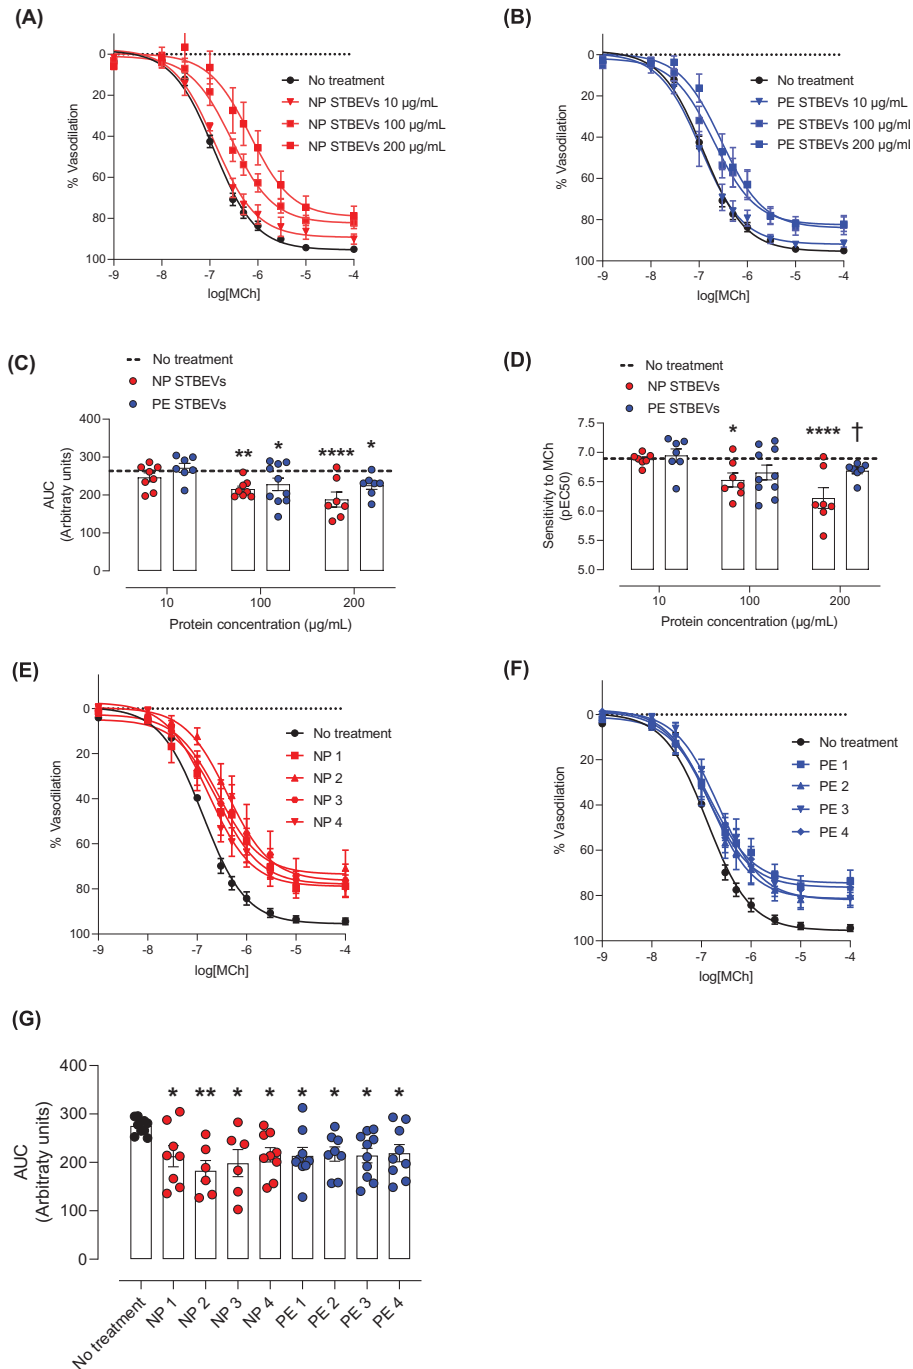 (A)
0
20
40
60
80
100
% Vasodilation
-9
-8
-7
-6
-5
-4
log[MCh]
No treatment
NP STBEVs 10 µg/mL
NP STBEVs 100 µg/mL
NP STBEVs 200 µg/mL
(B)
0
20
40
60
80
100
% Vasodilation
-9
-8
-7
-6
-5
-4
log[MCh]
No treatment
PE STBEVs 10 µg/mL
PE STBEVs 100 µg/ml
PE STBEVs 200 µg/ml
(C)
No treatment
NP STBEVs
PE STBEVs
400
300
200
100
0
AUC
(Arbitraty units)
**
*
****
*
10
100
200
Protein concentration (µg/mL)
(D)
No treatment
NP STBEVs
PE STBEVs
7.5
7.0
6.5
6.0
5.5
5.0
Sensitivity to MCh
(pEC50)
*
****
†
10
100
200
Protein concentration (µg/mL)
(E)
0
20
40
60
80
100
% Vasodilation
-9
-8
-7
-6
-5
-4
log[MCh]
No treatment
NP 1
NP 2
NP 3
NP 4
(F)
0
20
40
60
80
100
% Vasodilation
-9
-8
-7
-6
-5
-4
log[MCh]
No treatment
PE 1
PE 2
PE 3
PE 4
(G)
400
300
200
100
0
AUC
(Arbitraty units)
*
**
*
*
*
*
*
*
No treatment
NP 1
NP 2
NP 3
NP 4
PE 1
PE 2
PE 3
PE 4